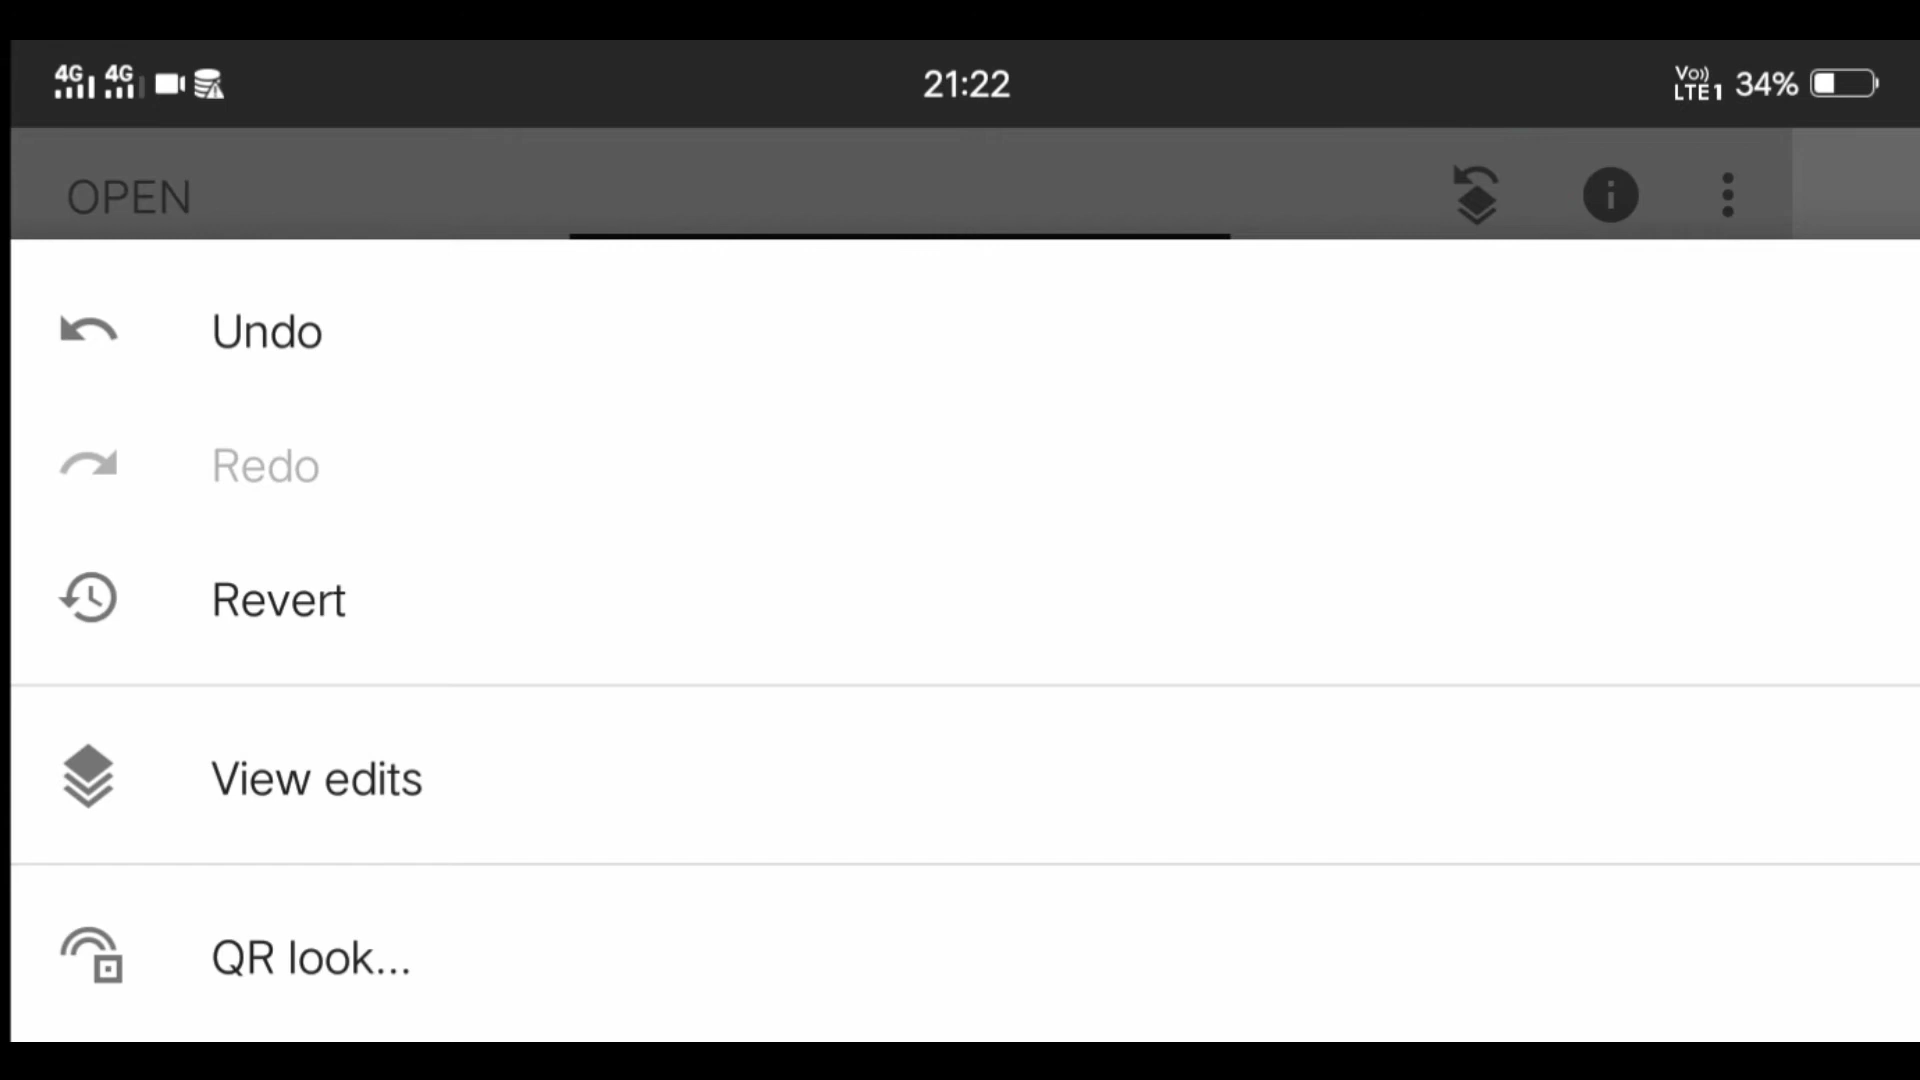 4G 4G 21:22 Vo)) LTE1 34%
OPEN
Undo
Redo
Revert
View edits
QR look...